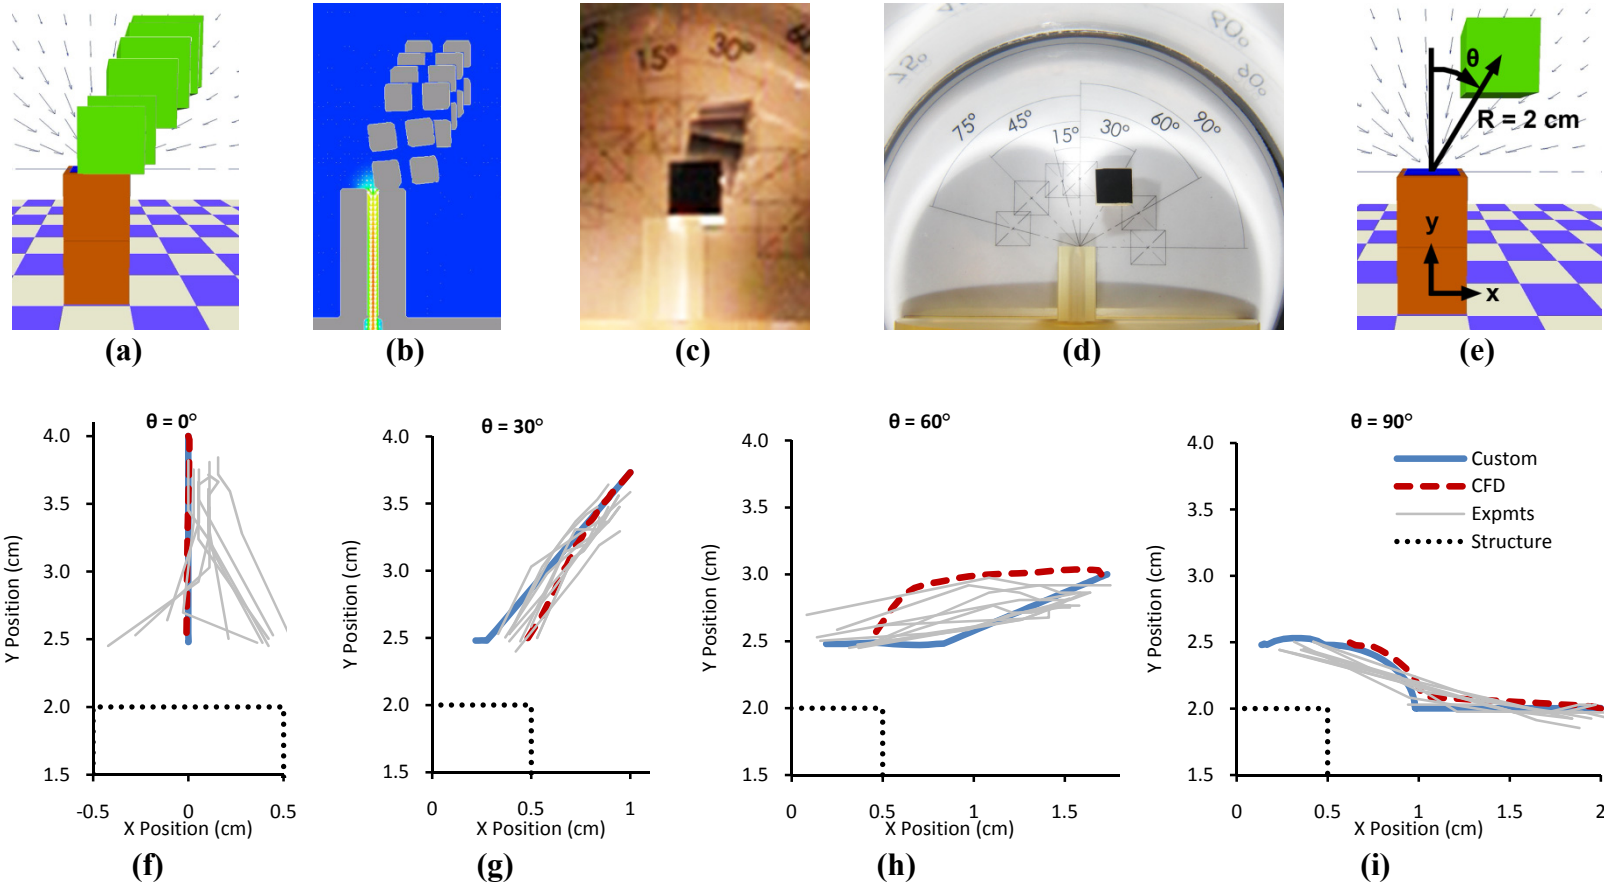 15°
30°
75°
45°
15°
30°
60°
90°
θ
R = 2 cm
y
x
(a)
(b)
(c)
(d)
(e)
θ = 0°
4.0
3.5
3.0
2.5
2.0
1.5
-0.5
0
0.5
X Position (cm)
Y Position (cm)
(f)
θ = 30°
4.0
3.5
3.0
2.5
2.0
1.5
0
0.5
1
X Position (cm)
Y Position (cm)
(g)
θ = 60°
4.0
3.5
3.0
2.5
2.0
1.5
0
0.5
1
1.5
X Position (cm)
Y Position (cm)
(h)
θ = 90°
Custom
CFD
Expmts
Structure
4.0
3.5
3.0
2.5
2.0
1.5
0
0.5
1
1.5
2
X Position (cm)
Y Position (cm)
(i)